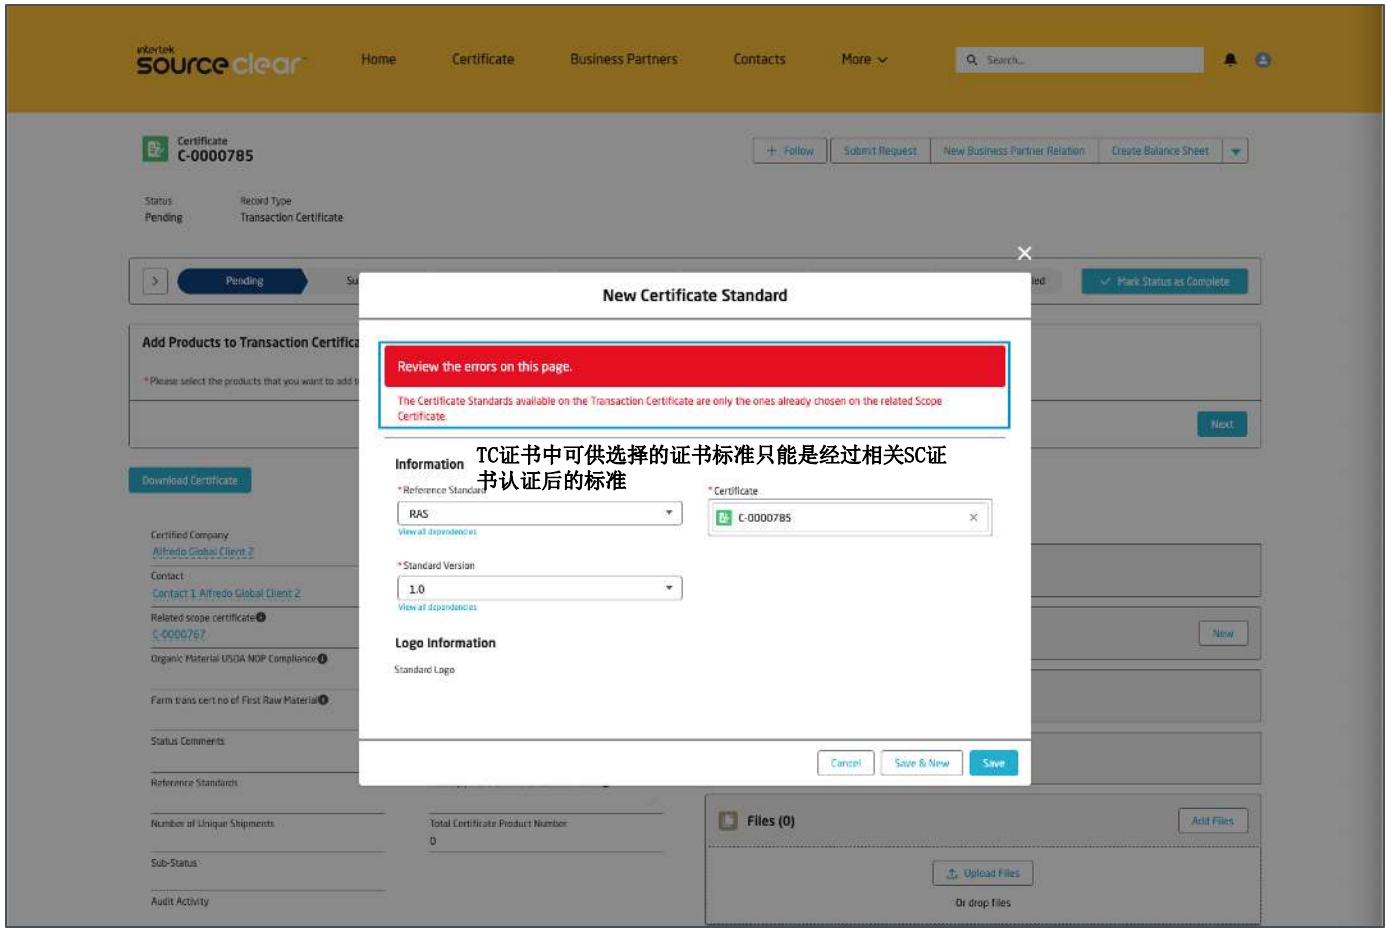 intertek
source clear
Home
Certificate
Business Partners
Contacts
More
Search...
Certificate
C-0000785
+ Follow
Submit Request
New Business Partner Relation
Create Balance Sheet
Status
Record Type
Pending
Transaction Certificate
Pending
Su
ed
Mark Status as Complete
New Certificate Standard
Add Products to Transaction Certifica
*Please select the products that you want to add t
Next
Review the errors on this page.
The Certificate Standards available on the Transaction Certificate are only the ones already chosen on the related Scope
Certificate.
TC证书中可供选择的证书标准只能是经过相关SC证
书认证后的标准
Information
*Reference Standard
*Certificate
RAS
C-0000785
View all dependencies
*Standard Version
1.0
View all dependencies
Logo Information
Standard Logo
Cancel
Save & New
Save
Download Certificate
Certified Company
Alfredo Global Client 2
Contact
Contact 1 Alfredo Global Client 2
Related scope certificate
C-0000767
Organic Material USDA NOP Compliance
Farm trans cert no of First Raw Material
Status Comments
Reference Standards
Number of Unique Shipments
Total Certificate Product Number
0
Sub-Status
Audit Activity
New
Files (0)
Add Files
Upload Files
Or drop files